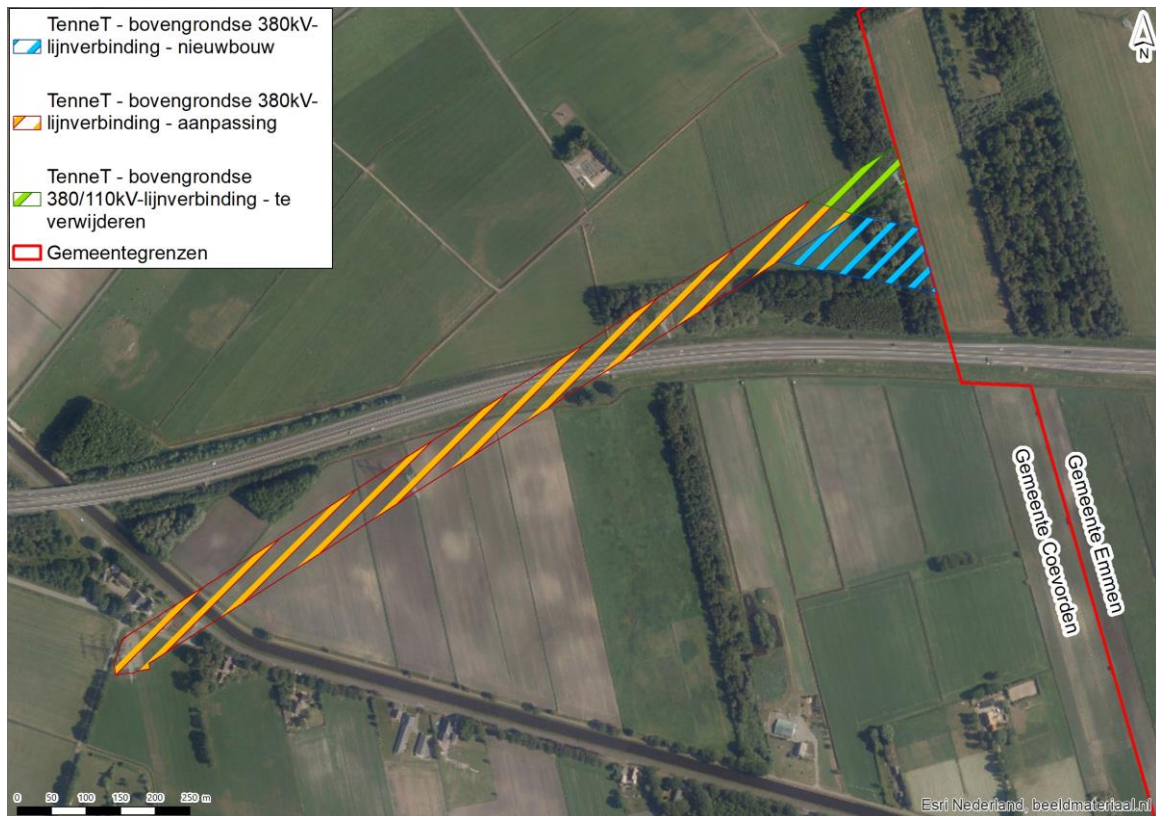 TenneT - bovengrondse 380kV-
lijnverbinding - nieuwbouw
TenneT - bovengrondse 380kV-
lijnverbinding - aanpassing
TenneT - bovengrondse
380/110kV-lijnverbinding - te
verwijderen
Gemeentegrenzen
N
Gemeente Emmen
Gemeente Coevorden
0 50 100 150 200 250 m
Esri Nederland, beeldmateriaal.nl